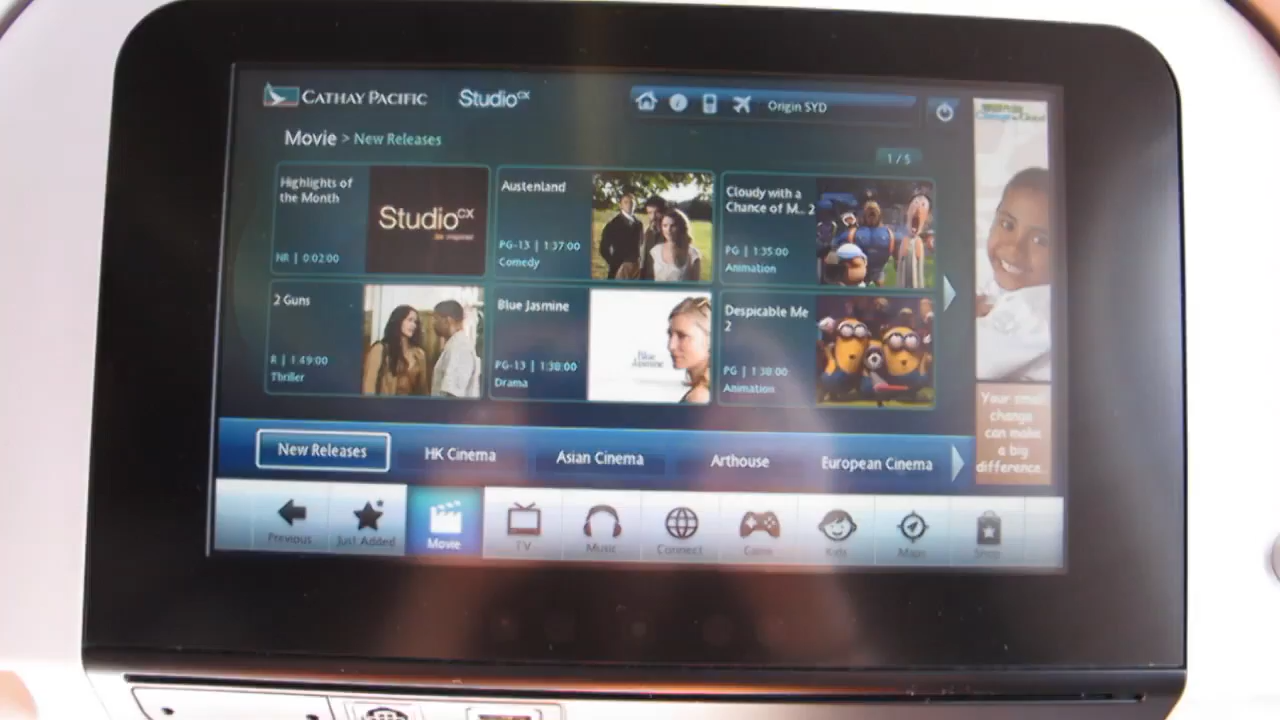 CATHAY PACIFIC
Studio CX
Origin SYD
Movie > New Releases
1 / 5
Highlights of
the Month
NR | 0:02:00
Studio CX
Austenland
PG-13 | 1:37:00
Comedy
Cloudy with a
Chance of M.. 2
PG | 1:35:00
Animation
2 Guns
R | 1:49:00
Thriller
Blue Jasmine
PG-13 | 1:38:00
Drama
Blue
Jasmine
Despicable Me
2
PG | 1:38:00
Animation
Your small
change
can make
a big
difference.
New Releases
HK Cinema
Asian Cinema
Arthouse
European Cinema
Previous
Just Added
Movie
TV
Music
Connect
Game
Kids
Maps
Shop